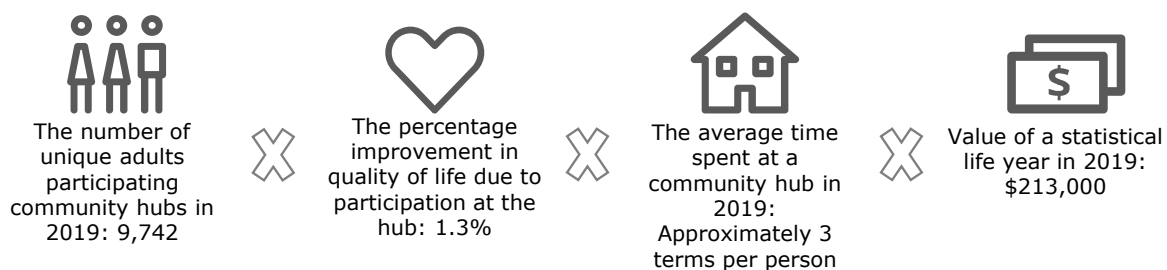 The number of
unique adults
participating
community hubs in
2019: 9,742
X
The percentage
improvement in
quality of life due to
participation at the
hub: 1.3%
X
The average time
spent at a
community hub in
2019:
Approximately 3
terms per person
X
$
Value of a statistical
life year in 2019:
$213,000